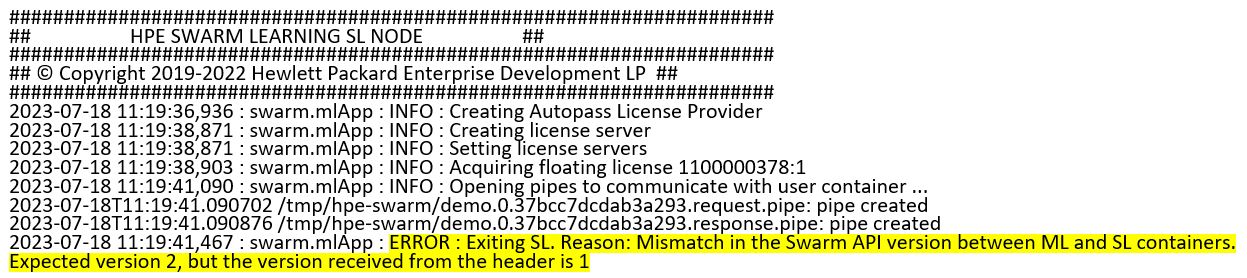 ######################################################################
## HPE SWARM LEARNING SL NODE ##
######################################################################
## © Copyright 2019-2022 Hewlett Packard Enterprise Development LP ##
######################################################################
2023-07-18 11:19:36,936 : swarm.mlApp : INFO : Creating Autopass License Provider
2023-07-18 11:19:38,871 : swarm.mlApp : INFO : Creating license server
2023-07-18 11:19:38,871 : swarm.mlApp : INFO : Setting license servers
2023-07-18 11:19:38,903 : swarm.mlApp : INFO : Acquiring floating license 1100000378:1
2023-07-18 11:19:41,090 : swarm.mlApp : INFO : Opening pipes to communicate with user container ...
2023-07-18T11:19:41.090702 /tmp/hpe-swarm/demo.0.37bcc7dcdab3a293.request.pipe: pipe created
2023-07-18T11:19:41.090876 /tmp/hpe-swarm/demo.0.37bcc7dcdab3a293.response.pipe: pipe created
2023-07-18 11:19:41,467 : swarm.mlApp : ERROR : Exiting SL. Reason: Mismatch in the Swarm API version between ML and SL containers.
Expected version 2, but the version received from the header is 1